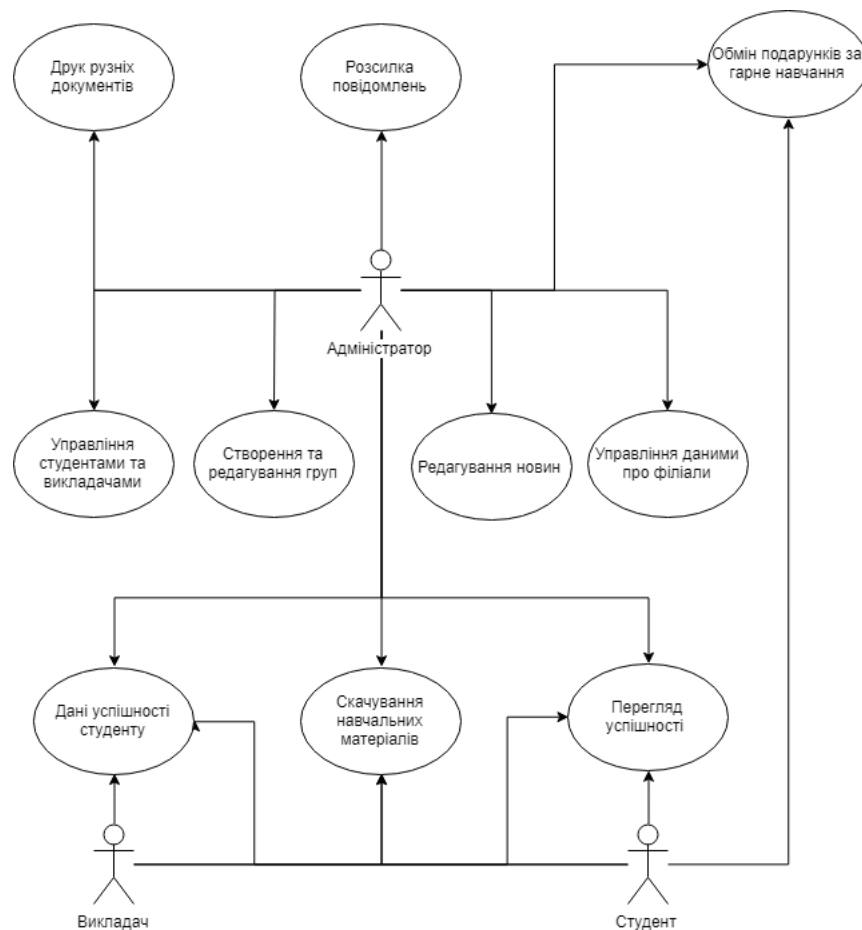 Друк рузніх
документів
Розсилка
повідомлень
Обмін подарунків за
гарне навчання
Адміністратор
Управління
студентами та
викладачами
Створення та
редагування груп
Редагування новин
Управління даними
про філіали
Дані успішності
студенту
Скачування
навчальних
матеріалів
Перегляд
успішності
Викладач
Студент